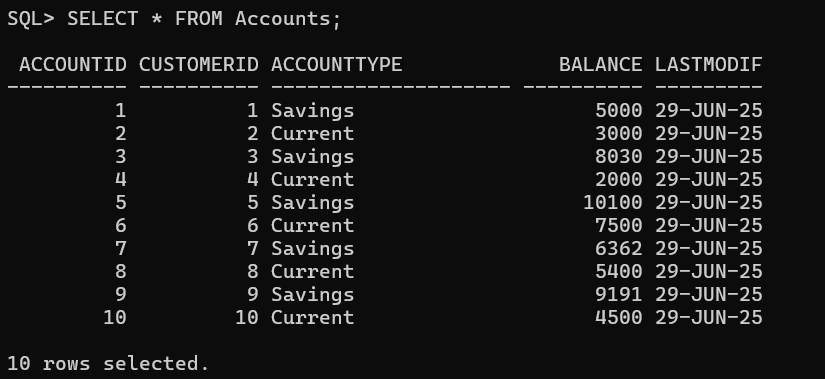 SQL> SELECT * FROM Accounts;
 ACCOUNTID CUSTOMERID ACCOUNTTYPE             BALANCE LASTMODIF
---------- ---------- -------------------- ---------- ---------
         1          1 Savings                    5000 29-JUN-25
         2          2 Current                    3000 29-JUN-25
         3          3 Savings                    8030 29-JUN-25
         4          4 Current                    2000 29-JUN-25
         5          5 Savings                   10100 29-JUN-25
         6          6 Current                    7500 29-JUN-25
         7          7 Savings                    6362 29-JUN-25
         8          8 Current                    5400 29-JUN-25
         9          9 Savings                    9191 29-JUN-25
        10         10 Current                    4500 29-JUN-25
10 rows selected.